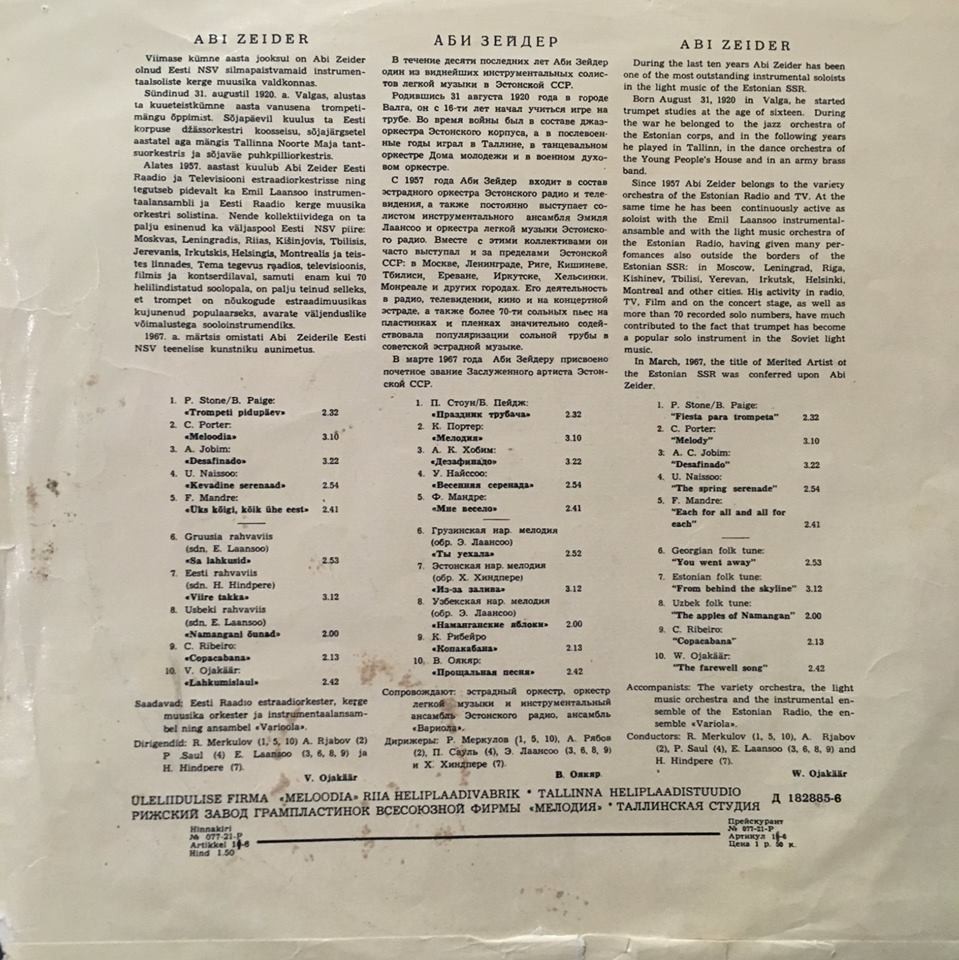 ABI ZEIDER
Viimase kümne aasta jooksul on Abi Zeider
olnud Eesti NSV silmapaistvamaid instrumen-
taalsoliste kerge muusika valdkonnas.
Sündinud 31. augustil 1920. a. Valgas, alustas
ta kuueteistkümne aasta vanusena trompeti-
mängu õppimist. Sõjapäevil kuulus ta Eesti
korpuse džässorkestri koosseisu, sõjajärgsetel
aastatel aga mängis Tallinna Noorte Maja tant-
suorkestris ja sõjaväe puhkpilliorkestris.
Alates 1957. aastast kuulub Abi Zeider Eesti
Raadio ja Televisiooni estraadiorkestrisse ning
tegutseb pidevalt ka Emil Laansoo instrumen-
taalansambli ja Eesti Raadio kerge muusika
orkestri solistina. Nende kollektiividega on ta
palju esinenud ka väljaspool Eesti NSV piire:
Moskvas, Leningradis, Riias, Kišinjovis, Tbilisis,
Jerevanis, Irkutskis, Helsingis, Montrealis ja teis-
tes linnades. Tema tegevus raadios, televisioonis,
filmis ja kontserdilaval, samuti enam kui 70
helilindistatud soolopala, on palju teinud selleks,
et trompet on nõukogude estraadimuusikas
kujunenud populaarseks, avarate väljenduslike
võimalustega sooloinstrumendiks.
1967. a. märtsis omistati Abi Zeiderile Eesti
NSV teenelise kunstniku aunimetus.
1. P. Stone/B. Paige:
«Trompeti pidupäev» 2.32
2. C. Porter:
«Meloodia» 3.10
3. A. Jobim:
«Desafinado» 3.22
4. U. Naissoo:
«Kevadine serenaad» 2.54
5. F. Mandre:
«Üks kõigi, kõik ühe eest» 2.41
6. Gruusia rahvaviis
(sdn. E. Laansoo)
«Sa lahkusid» 2.53
7. Eesti rahvaviis
(sdn. H. Hindpere)
«Viire takka» 3.12
8. Usbeki rahvaviis
(sdn. E. Laansoo)
«Namangani õunad» 2.00
9. C. Ribeiro:
«Copacabana» 2.13
10. V. Ojakäär:
«Lahkumislaul» 2.42
Saadavad: Eesti Raadio estraadiorkester, kerge
muusika orkester ja instrumentaalansam-
bel ning ansambel «Varioola».
Dirigendid: R. Merkulov (1, 5, 10) A. Rjabov (2)
P. Saul (4) E. Laansoo (3, 6, 8, 9) ja
H. Hindpere (7).
V. Ojakäär
АБИ ЗЕЙДЕР
В течение десяти последних лет Аби Зейдер
один из виднейших инструментальных солис-
тов легкой музыки в Эстонской ССР.
Родившись 31 августа 1920 года в городе
Валга, он с 16-ти лет начал учиться игре на
трубе. Во время войны был в составе джаз-
оркестра Эстонского корпуса, а в послевоен-
ные годы играл в Таллине, в танцевальном
оркестре Дома молодежи и в военном духо-
вом оркестре.
С 1957 года Аби Зейдер входит в состав
эстрадного оркестра Эстонского радио и теле-
видения, а также постоянно выступает со-
листом инструментального ансамбля Эмиля
Лаансоо и оркестра легкой музыки Эстонско-
го радио. Вместе с этими коллективами он
часто выступал и за пределами Эстонской
ССР: в Москве, Ленинграде, Риге, Кишиневе,
Тбилиси, Ереване, Иркутске, Хельсинки.
Монреале и других городах. Его деятельность
в радио, телевидении, кино и на концертной
эстраде, а также более 70-ти сольных пьес на
пластинках и пленках значительно содей-
ствовала популяризации сольной трубы в
советской эстрадной музыке.
В марте 1967 года Аби Зейдеру присвоено
почетное звание Заслуженного артиста Эстон-
ской ССР.
1. П. Стоун/Б. Пейдж:
«Праздник трубача» 2.32
2. К. Портер:
«Мелодия» 3.10
3. А. К. Хобим:
«Дезафинадо» 3.22
4. У. Найссоо:
«Весенняя серенада» 2.54
5. Ф. Мандре:
«Мне весело» 2.41
6. Грузинская нар. мелодия
(обр. Э. Лаансоо)
«Ты уехала» 2.52
7. Эстонская нар. мелодия
(обр. Х. Хиндпере)
«Из-за залива» 3.12
8. Узбекская нар. мелодия
(обр. Э. Лаансоо)
«Наманганские яблоки» 2.00
9. К. Рибейро
«Копакабана» 2.13
10. В. Оякяр:
«Прощальная песня» 2.42
Сопровождают: эстрадный оркестр, оркестр
легкой музыки и инструментальный
ансамбль Эстонского радио, ансамбль
«Вариола».
Дирижеры: Р. Меркулов (1, 5, 10), А. Рябов
(2), П. Сауль (4), Э. Лаансоо (3, 6, 8, 9)
и Х. Хиндпере (7).
В. Оякяр
ABI ZEIDER
During the last ten years Abi Zeider has been
one of the most outstanding instrumental soloists
in the light music of the Estonian SSR.
Born August 31, 1920 in Valga, he started
trumpet studies at the age of sixteen. During
the war he belonged to the jazz orchestra of
the Estonian corps, and in the following years
he played in Tallinn, in the dance orchestra of
the Young People's House and in an army brass
band.
Since 1957 Abi Zeider belongs to the variety
orchestra of the Estonian Radio and TV. At the
same time he has been continuously active as
soloist with the Emil Laansoo instrumental-
ansamble and with the light music orchestra of
the Estonian Radio, having given many per-
fomances also outside the borders of the
Estonian SSR: in Moscow, Leningrad, Riga,
Kishinev, Tbilisi, Yerevan, Irkutsk, Helsinki,
Montreal and other cities. His activity in radio,
TV, Film and on the concert stage, as well as
more than 70 recorded solo numbers, have much
contributed to the fact that trumpet has become
a popular solo instrument in the Soviet light
music.
In March, 1967, the title of Merited Artist of
the Estonian SSR was conferred upon Abi
Zeider.
1. P. Stone/B. Paige:
"Fiesta para trompeta" 2.32
2. C. Porter:
"Melody" 3.10
3: A. C. Jobim:
"Desafinado" 3.22
4. U. Naissoo:
"The spring serenade" 2.54
5. F. Mandre:
"Each for all and all for
each" 2.41
6. Georgian folk tune:
"You went away" 2.53
7. Estonian folk tune:
"From behind the skyline" 3.12
8. Uzbek folk tune:
"The apples of Namangan" 2.00
9. C. Ribeiro:
"Copacabana" 2.13
10. W. Ojakäär:
"The farewell song" 2.42
Accompanists: The variety orchestra, the light
music orchestra and the instrumental en-
semble of the Estonian Radio, the en-
semble «Variola».
Conductors: R. Merkulov (1, 5, 10), A. Rjabov
(2), P. Saul (4), E. Laansoo (3, 6, 8, 9) and
H. Hindpere (7).
W. Ojakäär
ÜLELIIDULISE FIRMA «MELOODIA» RIIA HELIPLAADIVABRIK * TALLINNA HELIPLAADISTUUDIO
РИЖСКИЙ ЗАВОД ГРАМПЛАСТИНОК ВСЕСОЮЗНОЙ ФИРМЫ «МЕЛОДИЯ» * ТАЛЛИНСКАЯ СТУДИЯ
Д 182885-6
Hinnakiri
№ 077-21-P
Artikkel
Hind 1.50
Прейскурант
№ 077-21-Р
Артикул
Цена 1 р. 50 к.